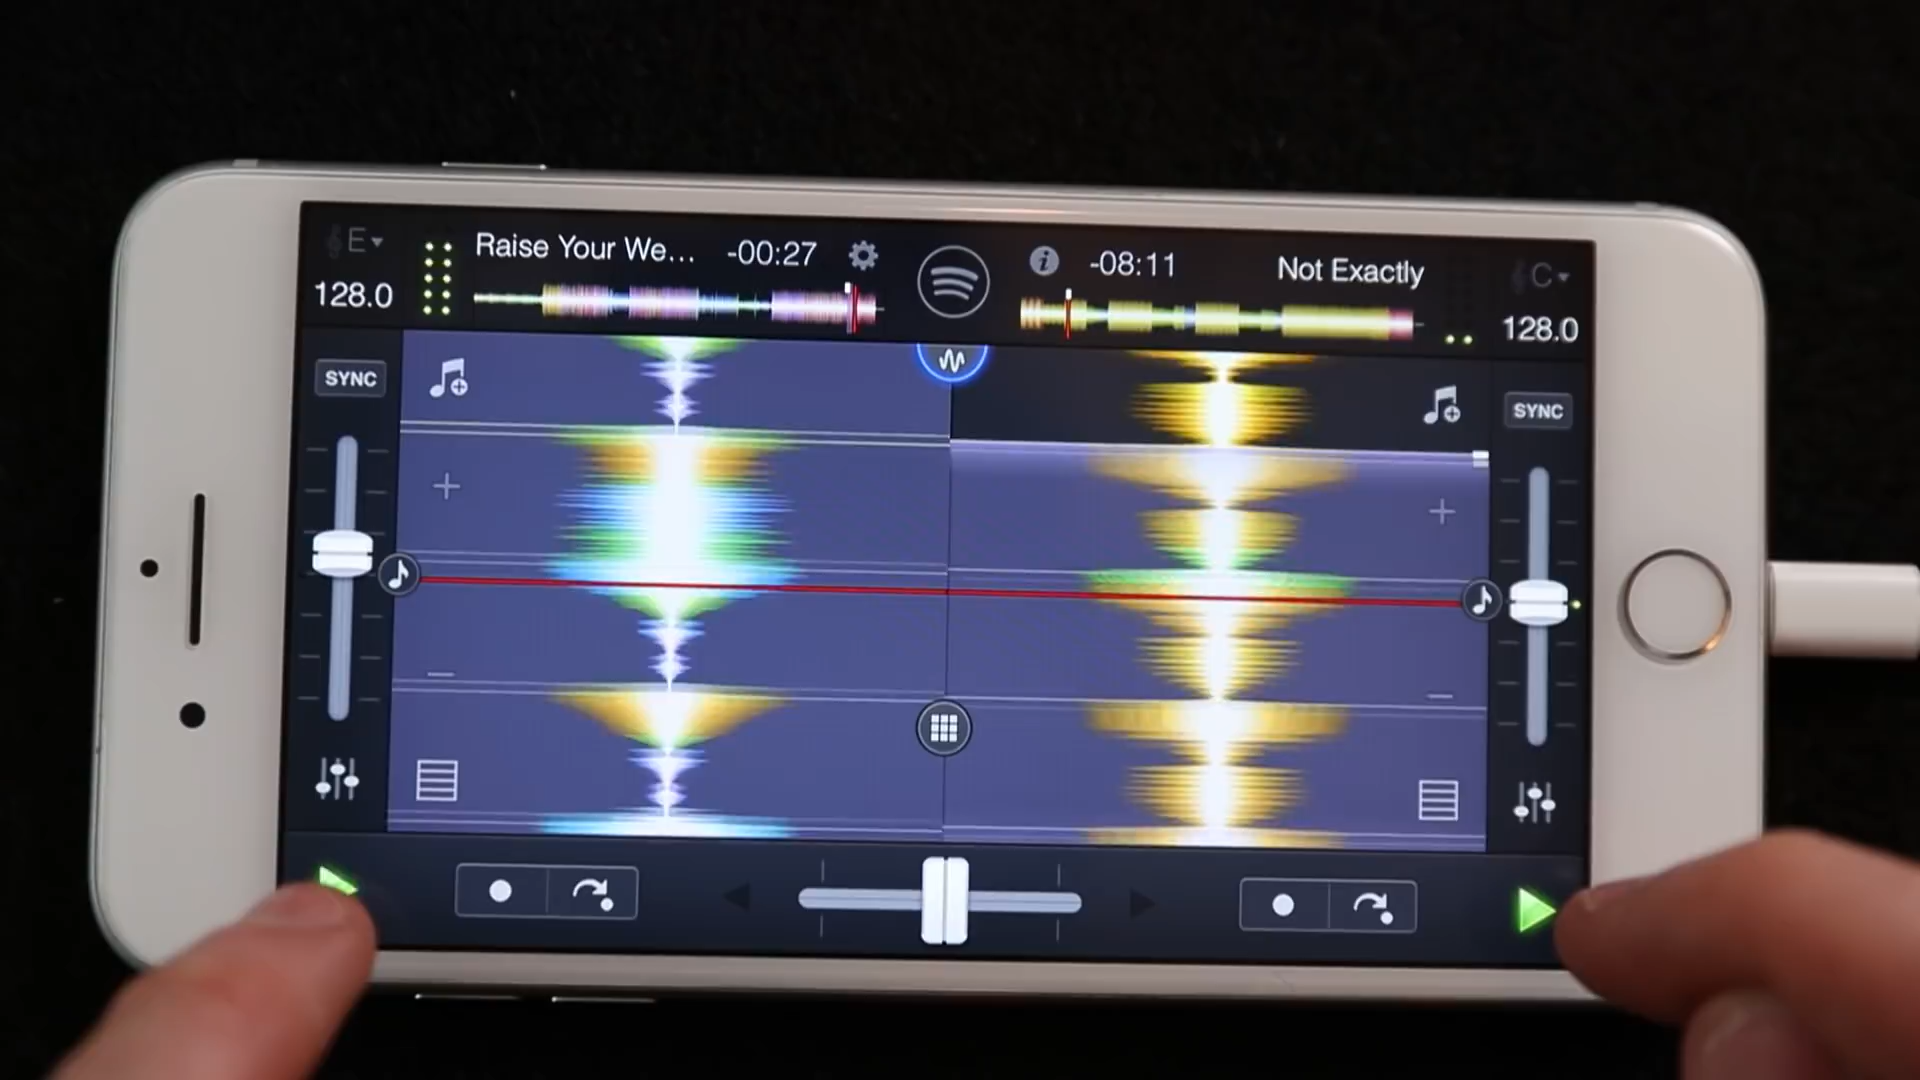 E
128.0
Raise Your We...
-00:27
-08:11
Not Exactly
C
128.0
SYNC
SYNC